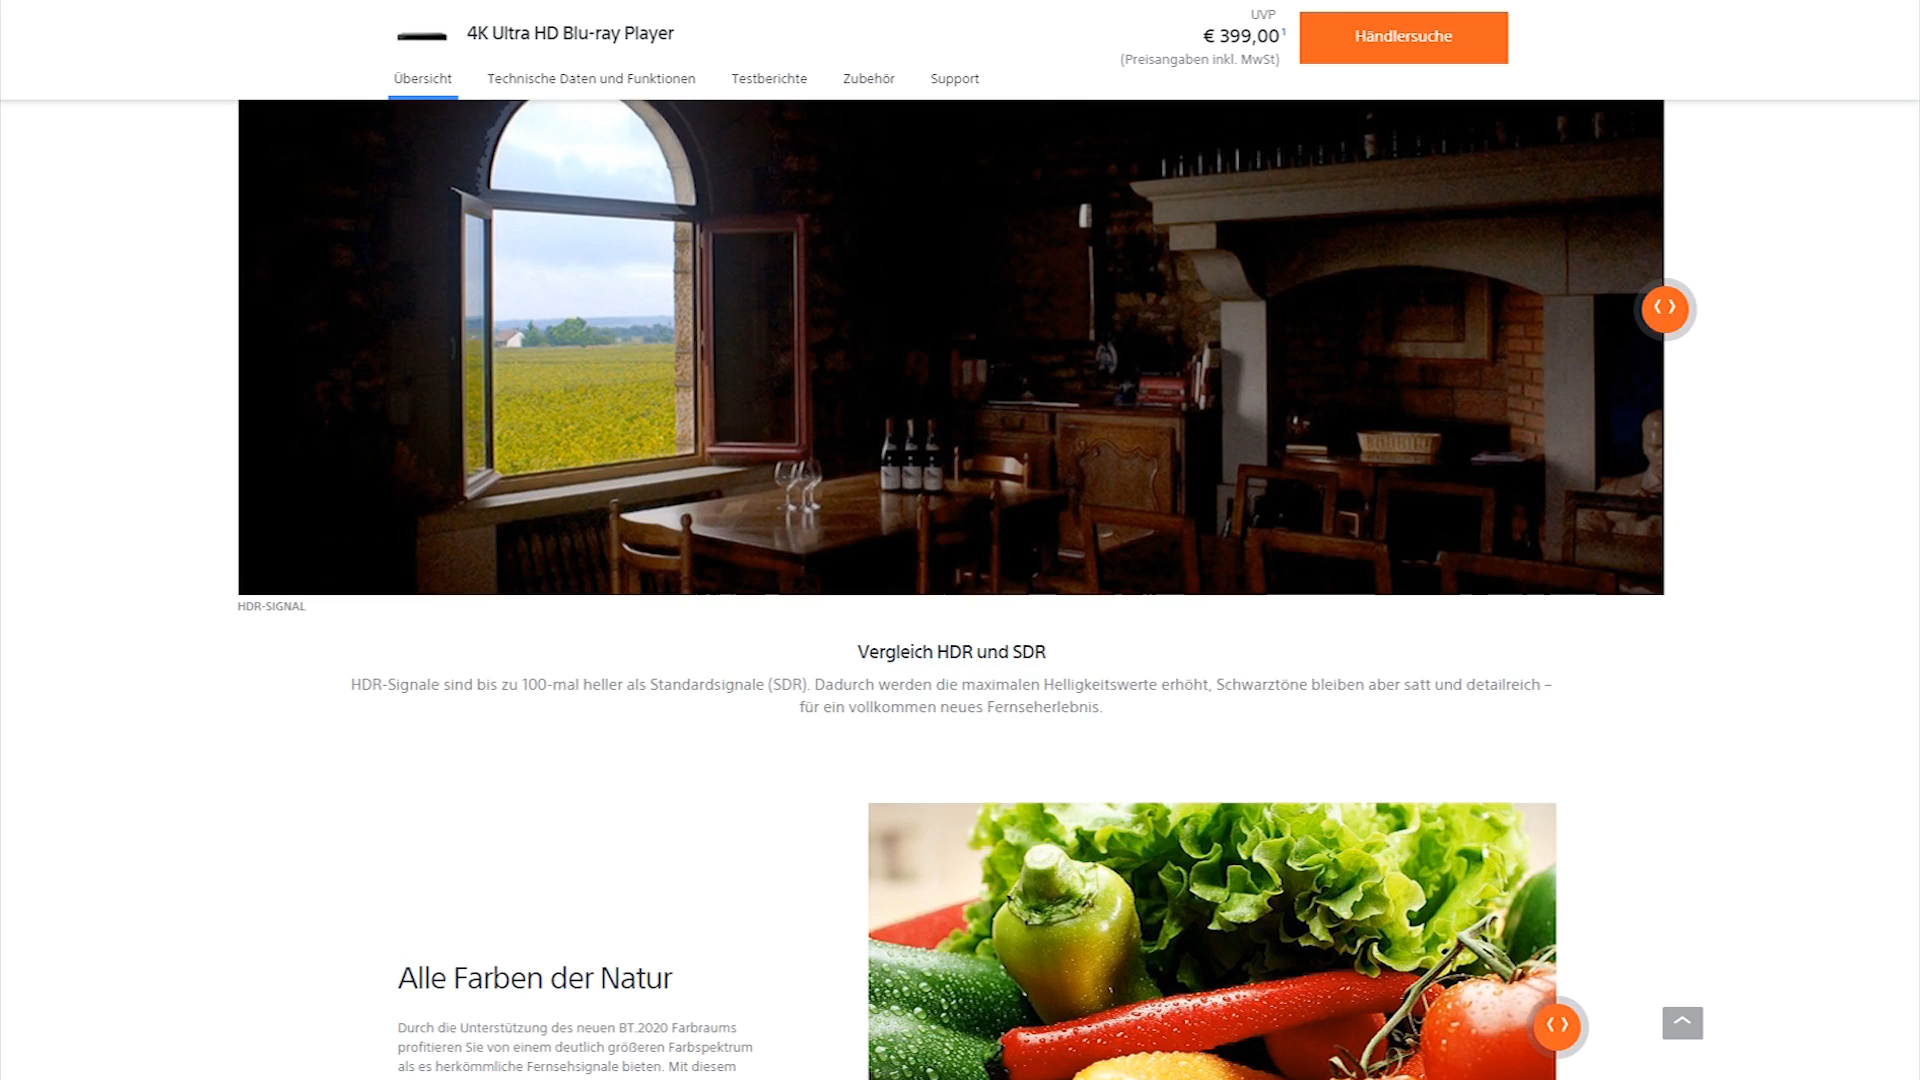 4K Ultra HD Blu-ray Player
UVP
€ 399,00¹
(Preisangaben inkl. MwSt)
Händlersuche
Übersicht
Technische Daten und Funktionen
Testberichte
Zubehör
Support
HDR-SIGNAL
Vergleich HDR und SDR
HDR-Signale sind bis zu 100-mal heller als Standardsignale (SDR). Dadurch werden die maximalen Helligkeitswerte erhöht, Schwarztöne bleiben aber satt und detailreich –
für ein vollkommen neues Fernseherlebnis.
Alle Farben der Natur
Durch die Unterstützung des neuen BT.2020 Farbraums
profitieren Sie von einem deutlich größeren Farbspektrum
als es herkömmliche Fernsehsignale bieten. Mit diesem